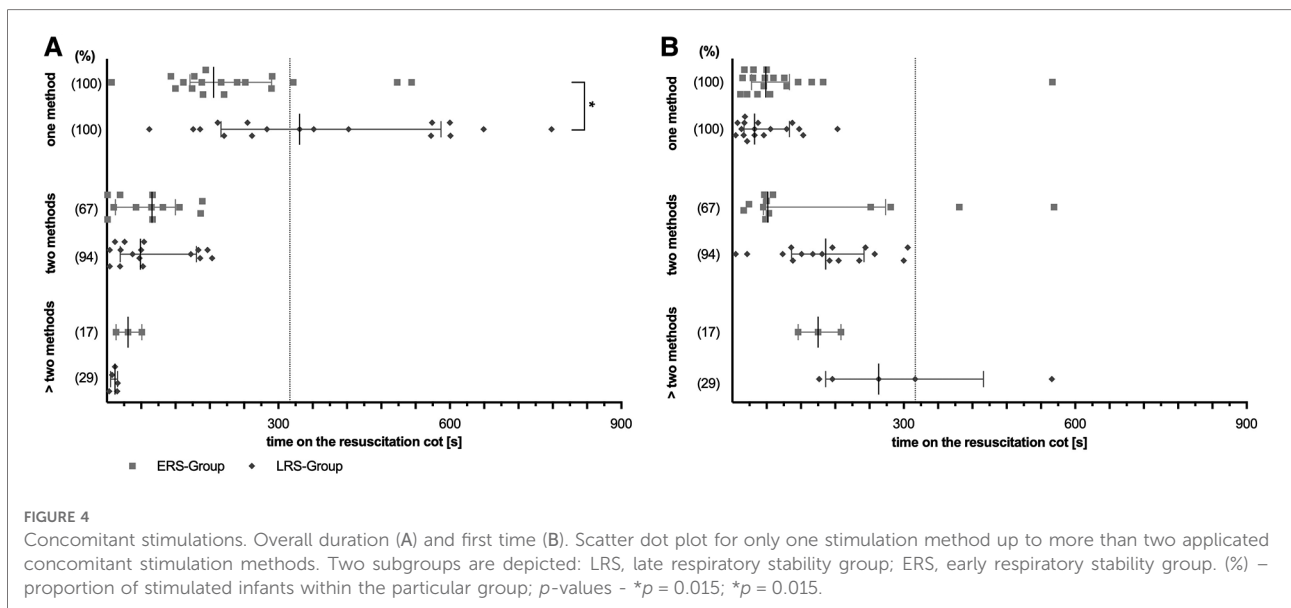 A
(%)
one method
(100)
(100)
*
two methods
(67)
(94)
> two methods
(17)
(29)
300
600
900
time on the resuscitation cot [s]
ERS-Group
LRS-Group
B
(%)
one method
(100)
(100)
two methods
(67)
(94)
> two methods
(17)
(29)
300
600
900
time on the resuscitation cot [s]
FIGURE 4
Concomitant stimulations. Overall duration (A) and first time (B). Scatter dot plot for only one stimulation method up to more than two applicated
concomitant stimulation methods. Two subgroups are depicted: LRS, late respiratory stability group; ERS, early respiratory stability group. (%) –
proportion of stimulated infants within the particular group; p-values - *p = 0.015; *p = 0.015.